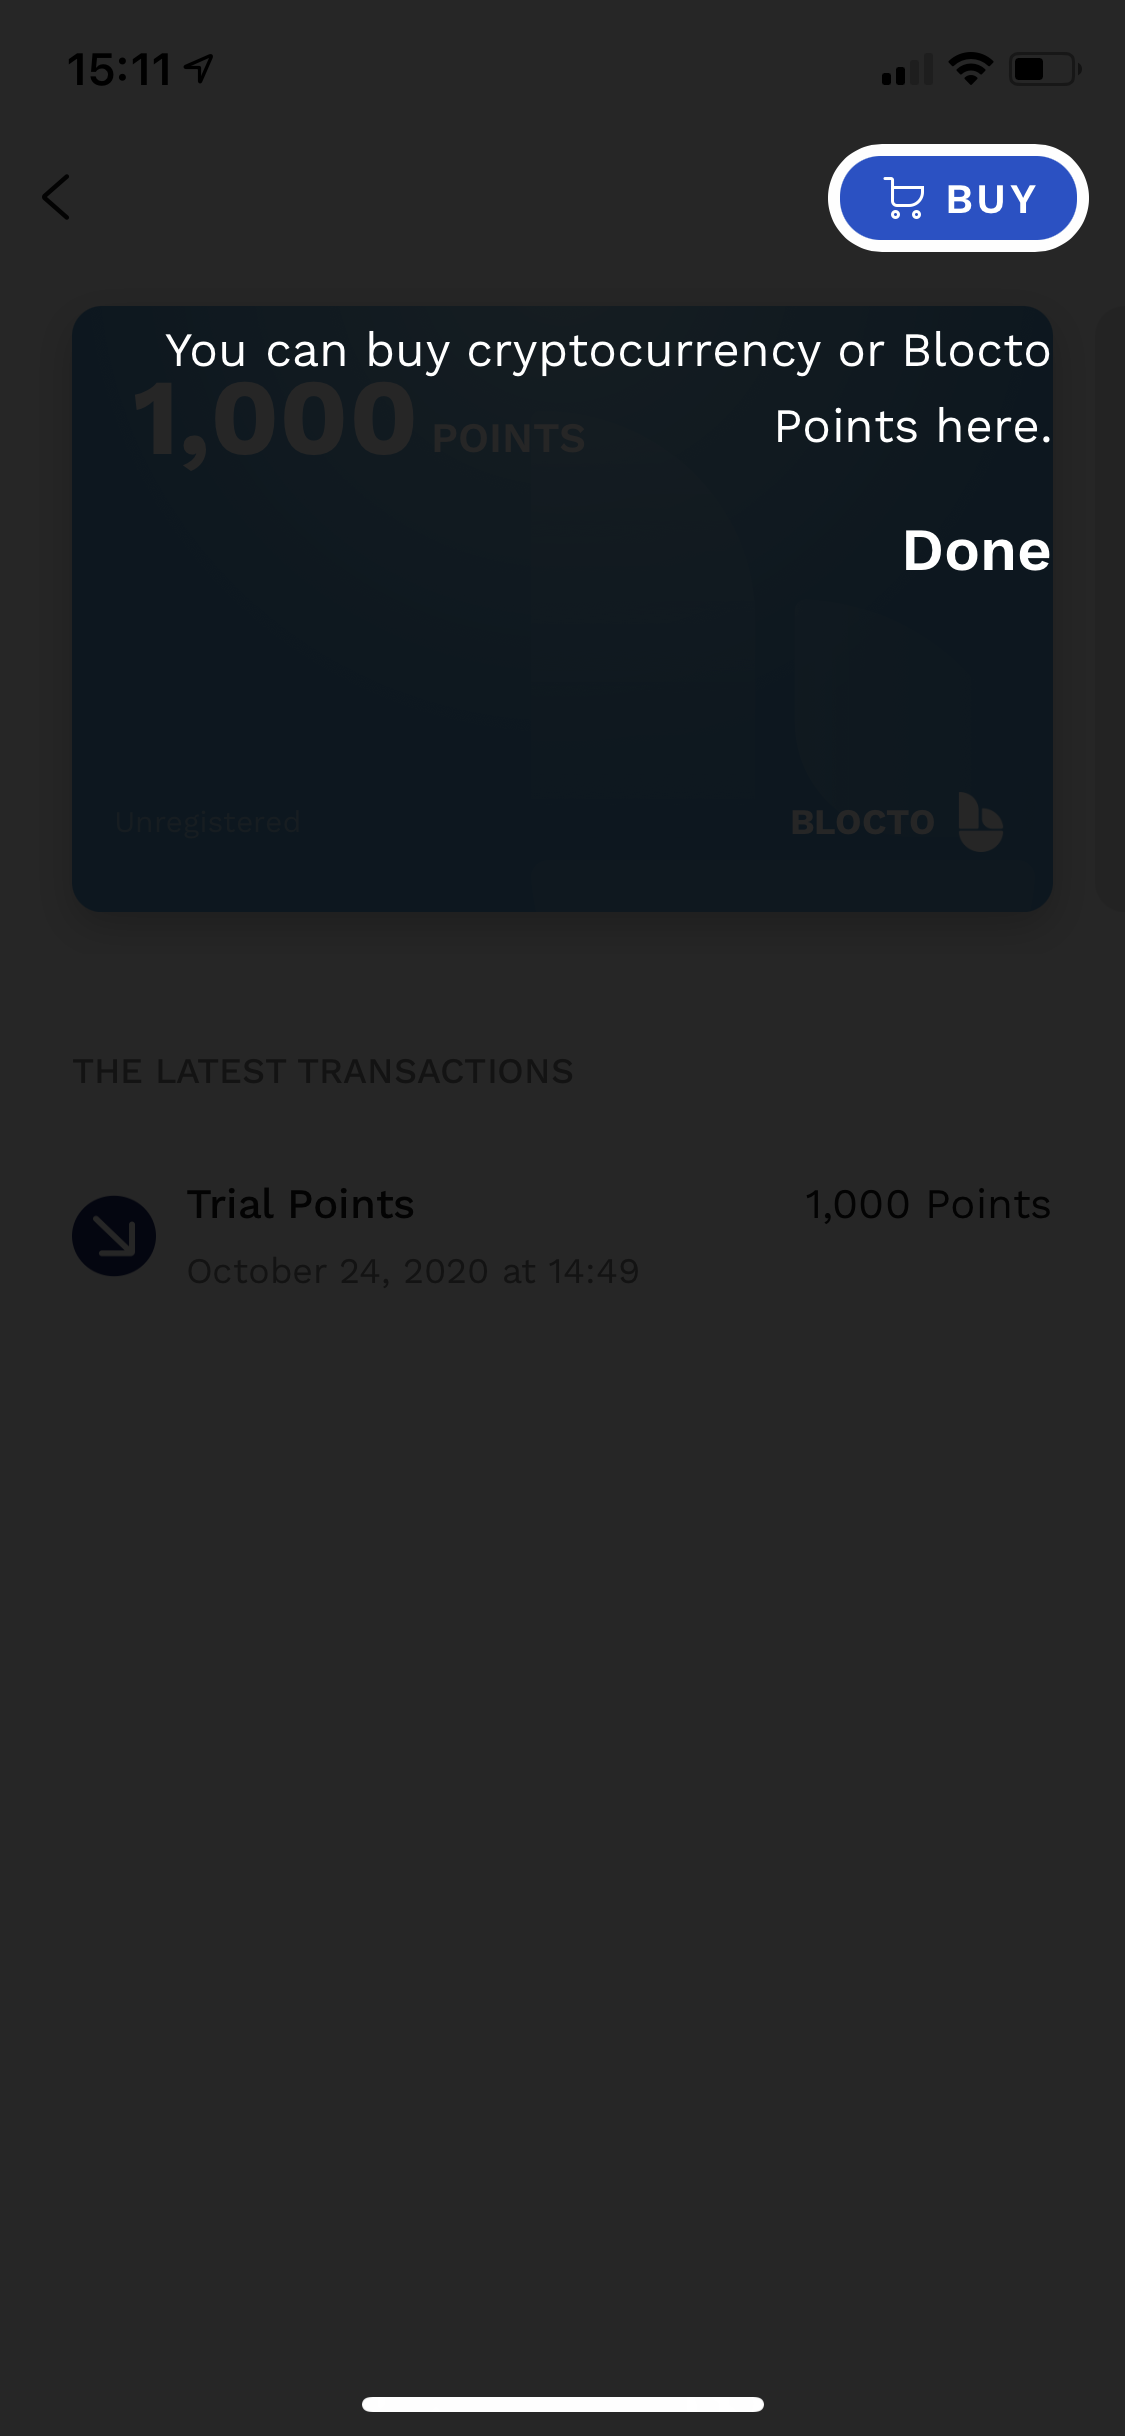 15:11
BUY
You can buy cryptocurrency or Blocto
Points here.
1,000 POINTS
Done
Unregistered
BLOCTO
THE LATEST TRANSACTIONS
Trial Points
1,000 Points
October 24, 2020 at 14:49